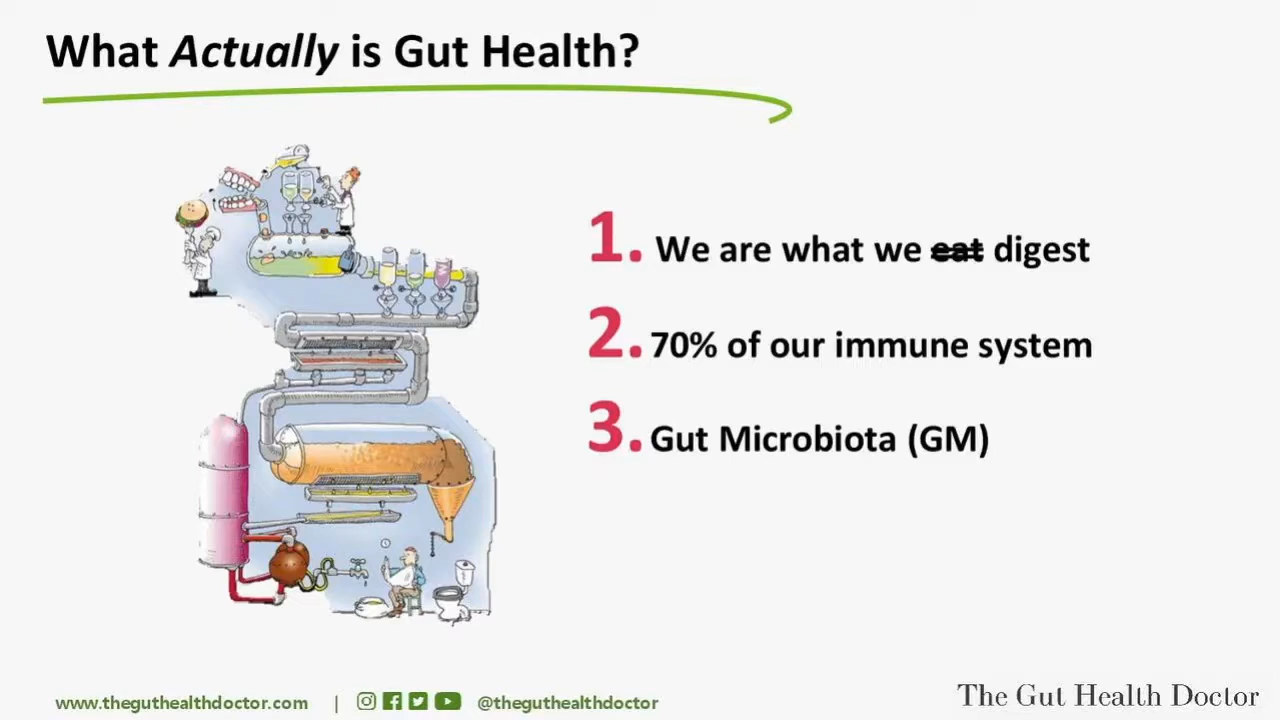 What Actually is Gut Health?
1. We are what we eat digest
2. 70% of our immune system
3. Gut Microbiota (GM)
www.theguthealthdoctor.com | @theguthealthdoctor
The Gut Health Doctor